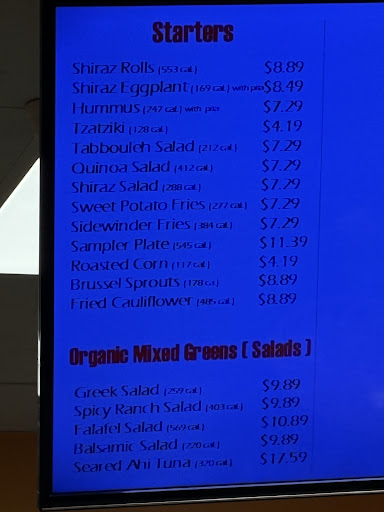 Starters
Shiraz Rolls (553 cal.) $8.89
Shiraz Eggplant (169 cal.) with pita $8.49
Hummus (247 cal.) with pita $7.29
Tzatziki (128 cal.) $4.19
Tabbouleh Salad (212 cal.) $7.29
Quinoa Salad (412 cal.) $7.29
Shiraz Salad (288 cal.) $7.29
Sweet Potato Fries (277 cal.) $7.29
Sidewinder Fries (384 cal.) $7.29
Sampler Plate (545 cal.) $11.39
Roasted Corn (117 cal.) $4.19
Brussel Sprouts (178 cal.) $8.89
Fried Cauliflower (485 cal.) $8.89
Organic Mixed Greens ( Salads )
Greek Salad (259 cal.) $9.89
Spicy Ranch Salad (403 cal.) $9.89
Falafel Salad (569 cal.) $10.89
Balsamic Salad (220 cal.) $9.89
Seared Ahi Tuna (320 cal.) $17.59